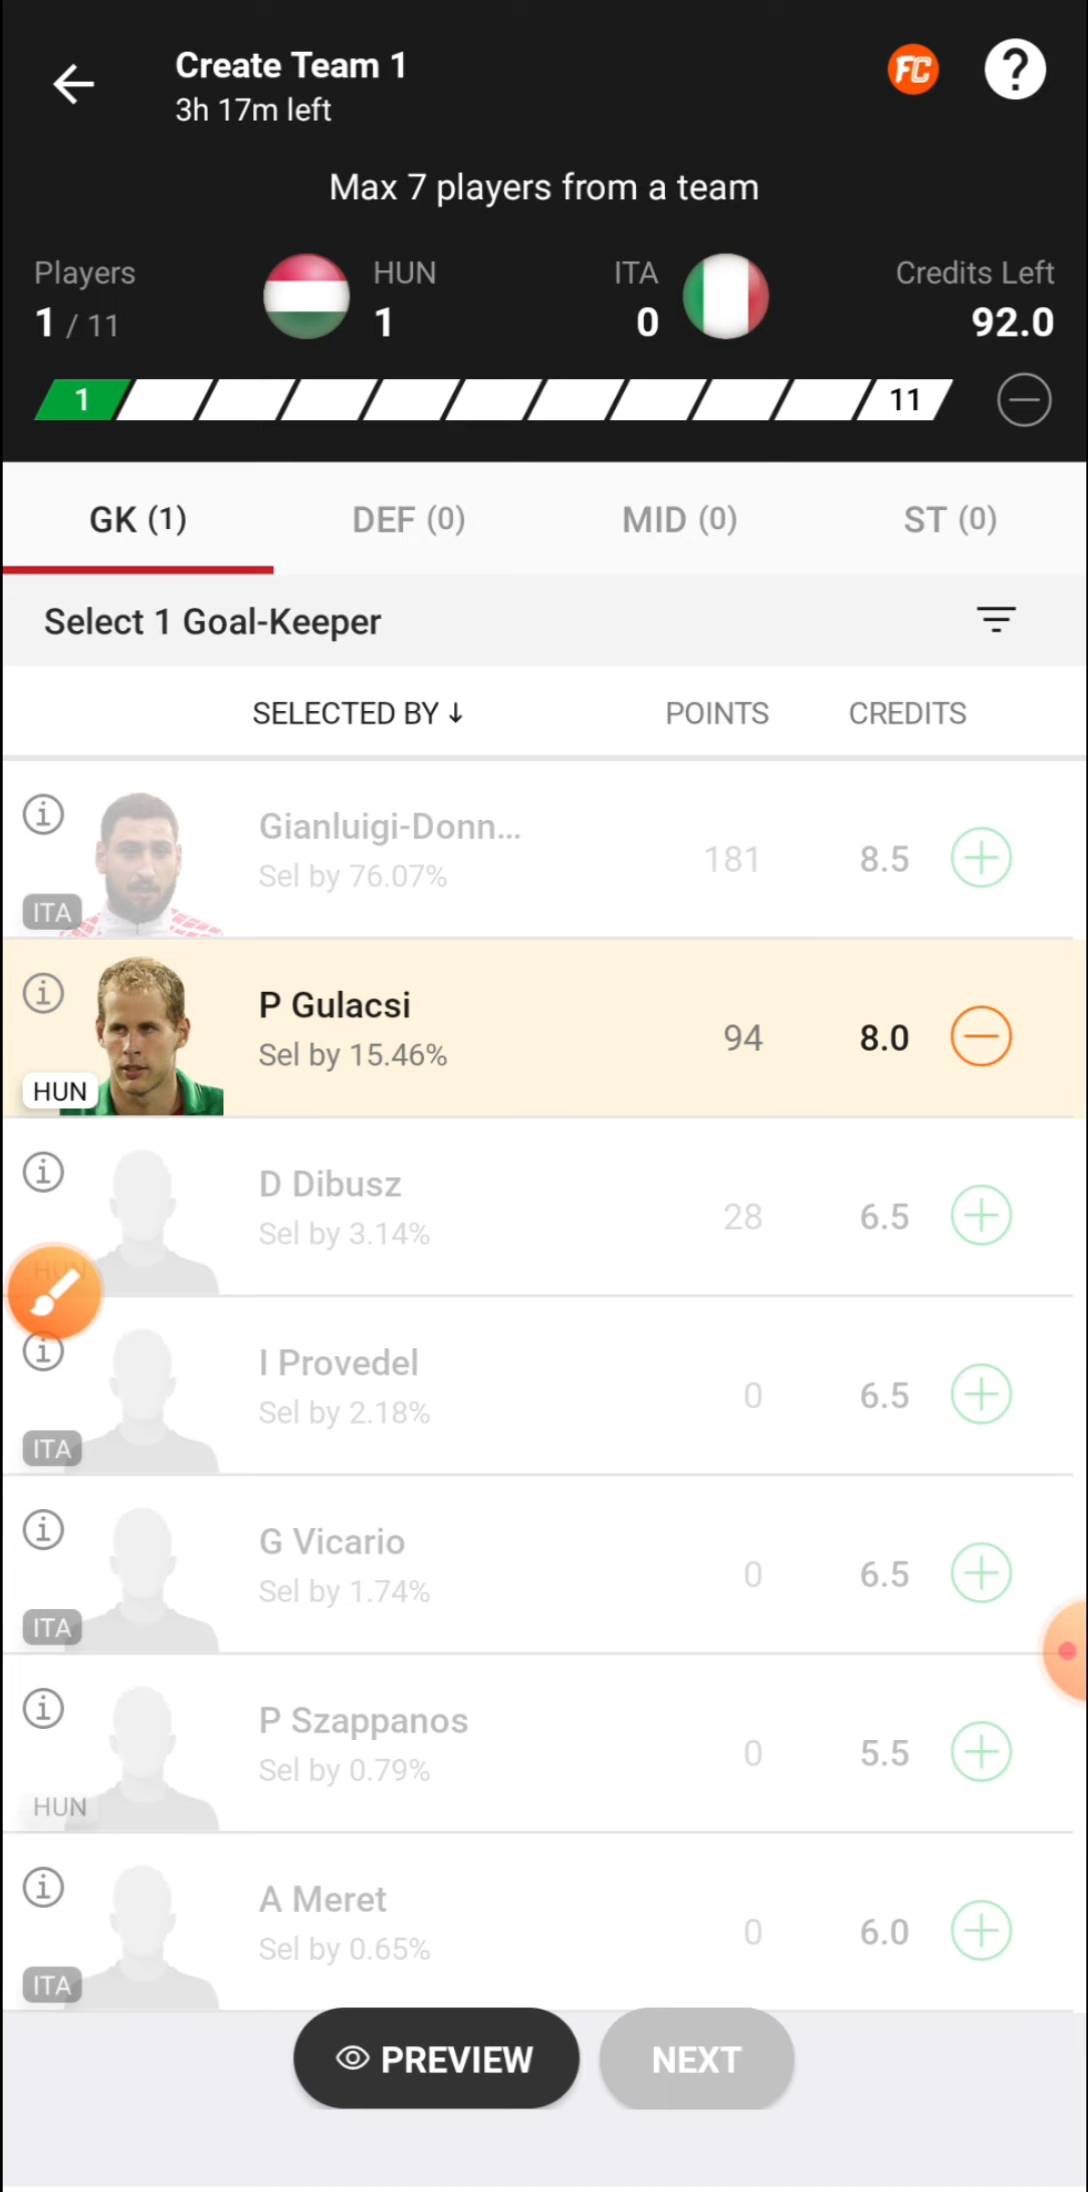 Create Team 1
3h 17m left
FC
?
Max 7 players from a team
Players
HUN
ITA
Credits Left
1 / 11
1
0
92.0
1
11
GK (1)
DEF (0)
MID (0)
ST (0)
Select 1 Goal-Keeper
SELECTED BY ↓
POINTS
CREDITS
Gianluigi-Donn...
Sel by 76.07%
181
8.5
ITA
P Gulacsi
Sel by 15.46%
94
8.0
HUN
D Dibusz
Sel by 3.14%
28
6.5
HUN
I Provedel
Sel by 2.18%
0
6.5
ITA
G Vicario
Sel by 1.74%
0
6.5
ITA
P Szappanos
Sel by 0.79%
0
5.5
HUN
A Meret
Sel by 0.65%
0
6.0
ITA
PREVIEW
NEXT